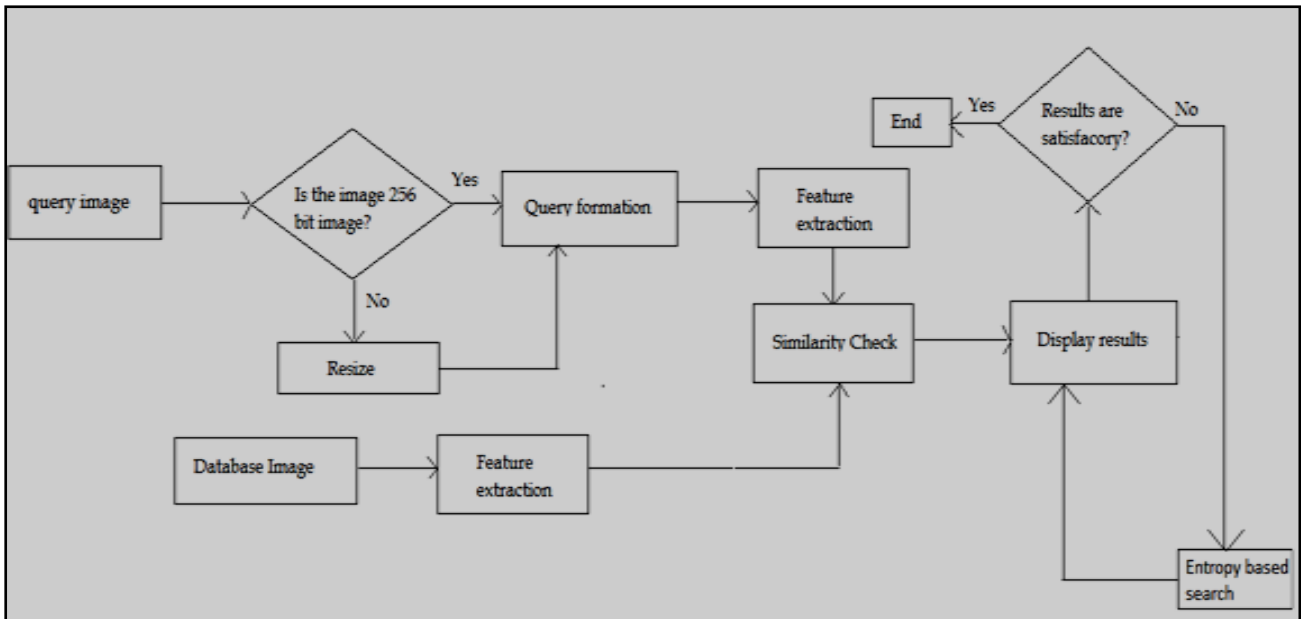 query image
Is the image 256
bit image?
Yes
No
Resize
Query formation
Feature
extraction
Database Image
Feature
extraction
Similarity Check
Display results
Results are
satisfacory?
Yes
End
No
Entropy based
search